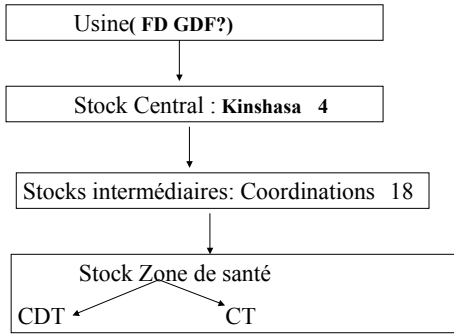 Usine( FD GDF?)
Stock Central : Kinshasa 4
Stocks intermédiaires: Coordinations 18
Stock Zone de santé
CDT CT